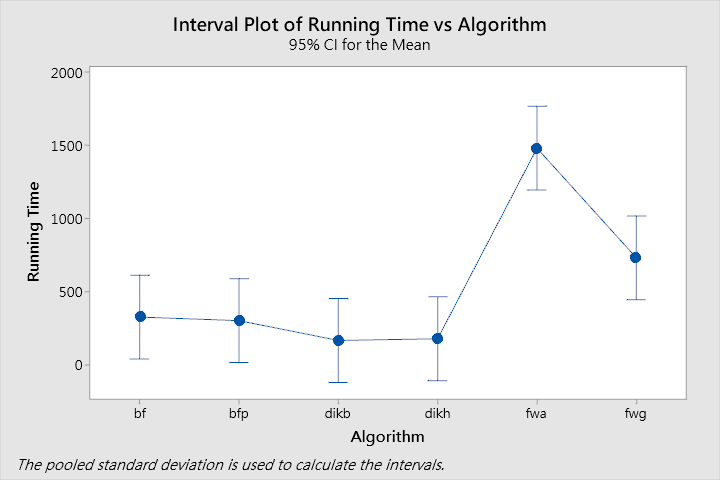 Interval Plot of Running Time vs Algorithm
95% CI for the Mean
2000
1500
1000
500
0
Running Time
bf bfp dikb dikh fwa fwg
Algorithm
The pooled standard deviation is used to calculate the intervals.